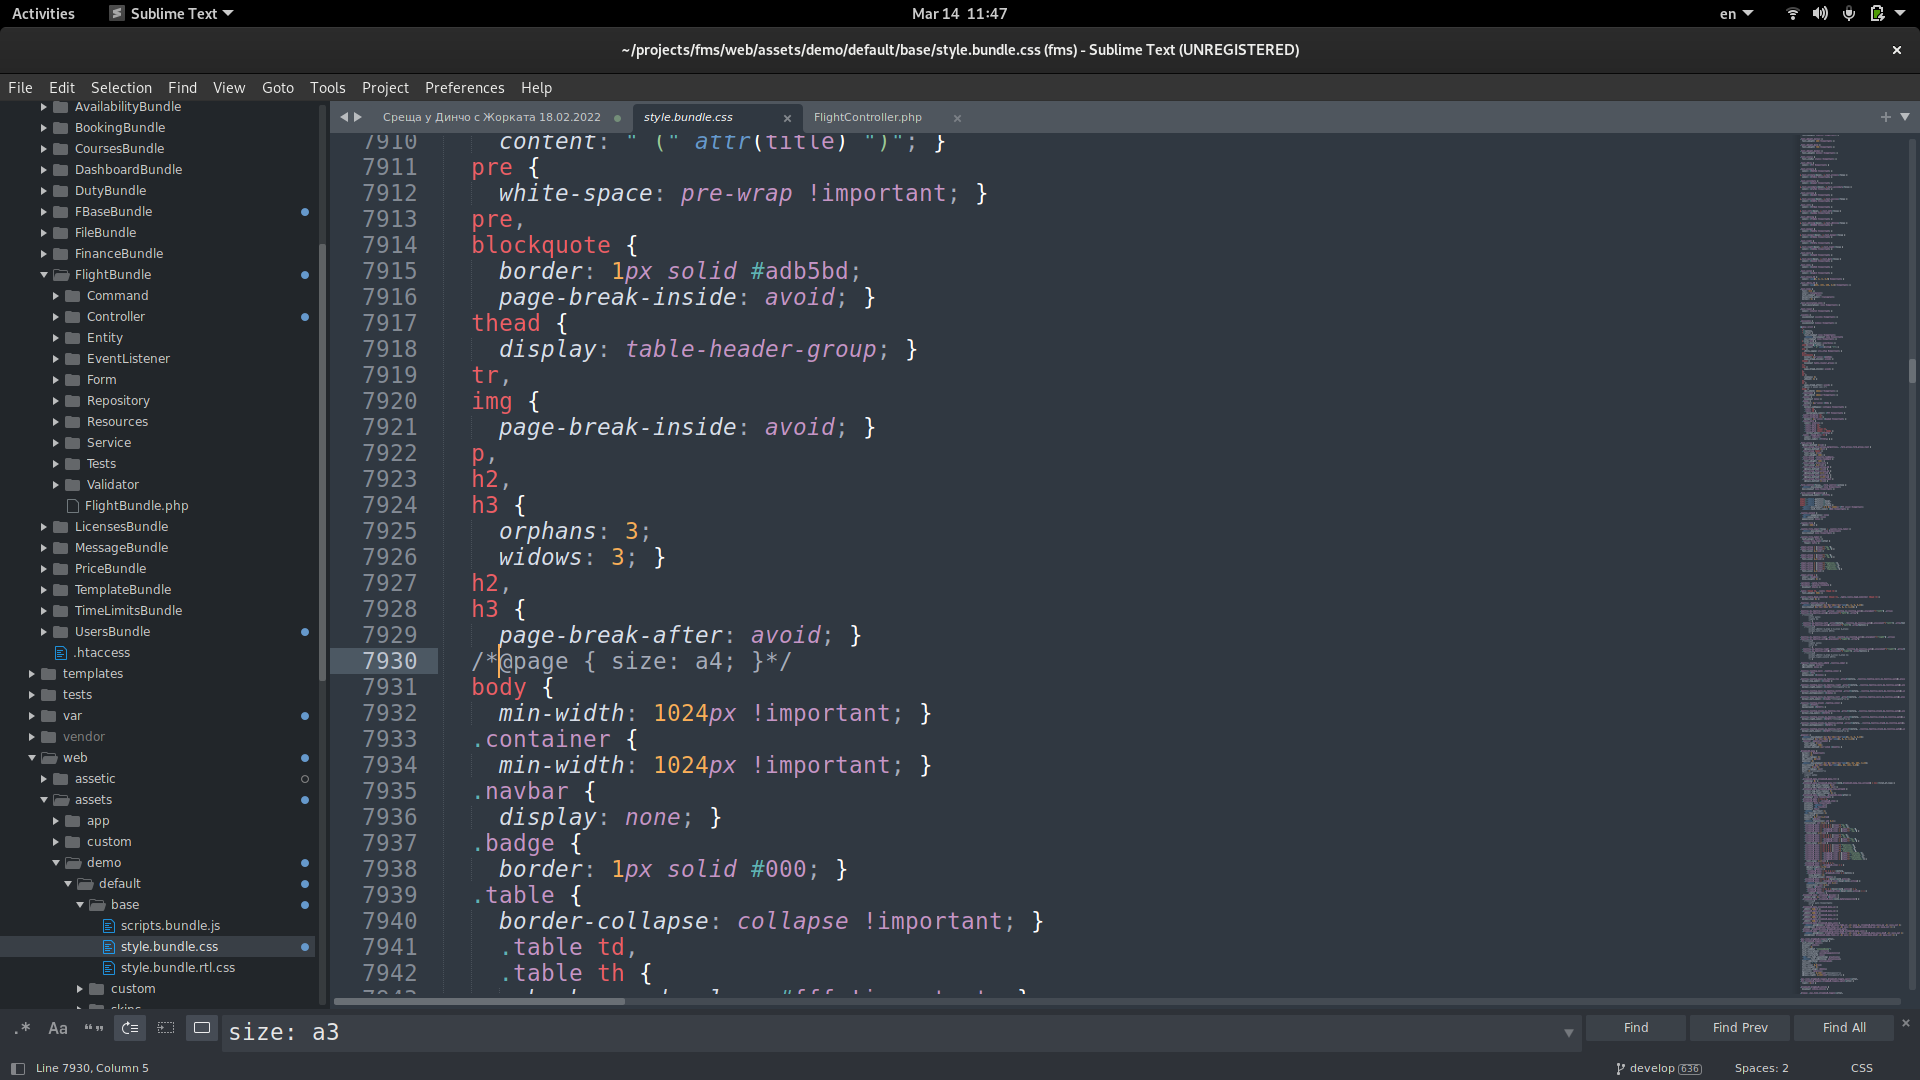 Activities
Sublime Text
Mar 14 11:47
en
~/projects/fms/web/assets/demo/default/base/style.bundle.css (fms) - Sublime Text (UNREGISTERED)
File Edit Selection Find View Goto Tools Project Preferences Help
AvailabilityBundle
BookingBundle
CoursesBundle
DashboardBundle
DutyBundle
FBaseBundle
FileBundle
FinanceBundle
FlightBundle
Command
Controller
Entity
EventListener
Form
Repository
Resources
Service
Tests
Validator
FlightBundle.php
LicensesBundle
MessageBundle
PriceBundle
TemplateBundle
TimeLimitsBundle
UsersBundle
.htaccess
templates
tests
var
vendor
web
assetic
assets
app
custom
demo
default
base
scripts.bundle.js
style.bundle.css
style.bundle.rtl.css
custom
skins
Среща у Динчо с Жорката 18.02.2022
style.bundle.css
FlightController.php
7910 content: " (" attr(title) ")"; }
7911 pre {
7912 white-space: pre-wrap !important; }
7913 pre,
7914 blockquote {
7915 border: 1px solid #adb5bd;
7916 page-break-inside: avoid; }
7917 thead {
7918 display: table-header-group; }
7919 tr,
7920 img {
7921 page-break-inside: avoid; }
7922 p,
7923 h2,
7924 h3 {
7925 orphans: 3;
7926 widows: 3; }
7927 h2,
7928 h3 {
7929 page-break-after: avoid; }
7930 /*@page { size: a4; }*/
7931 body {
7932 min-width: 1024px !important; }
7933 .container {
7934 min-width: 1024px !important; }
7935 .navbar {
7936 display: none; }
7937 .badge {
7938 border: 1px solid #000; }
7939 .table {
7940 border-collapse: collapse !important; }
7941 .table td,
7942 .table th {
.* Aa “” size: a3
Find
Find Prev
Find All
Line 7930, Column 5
develop 636
Spaces: 2
CSS